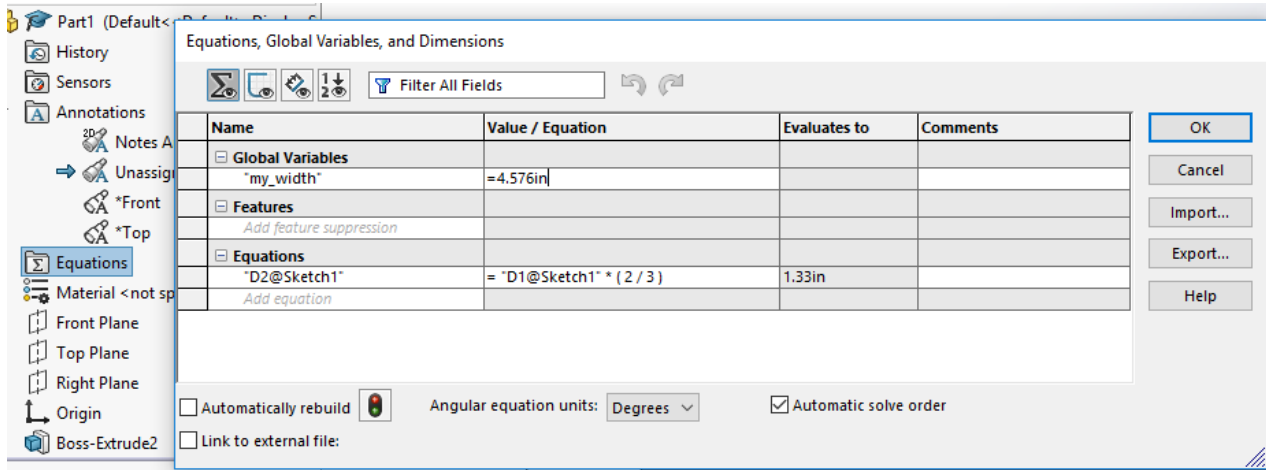 Part1 (Default<<Default>_Display S
History
Sensors
Annotations
Notes A
Unassig
*Front
*Top
Equations
Material <not sp
Front Plane
Top Plane
Right Plane
Origin
Boss-Extrude2
Equations, Global Variables, and Dimensions
Filter All Fields
Name Value / Equation Evaluates to Comments
Global Variables
"my_width" =4.576in
Features
Add feature suppression
Equations
"D2@Sketch1" = "D1@Sketch1" * ( 2 / 3 ) 1.33in
Add equation
OK
Cancel
Import...
Export...
Help
Automatically rebuild Angular equation units: Degrees Automatic solve order
Link to external file: